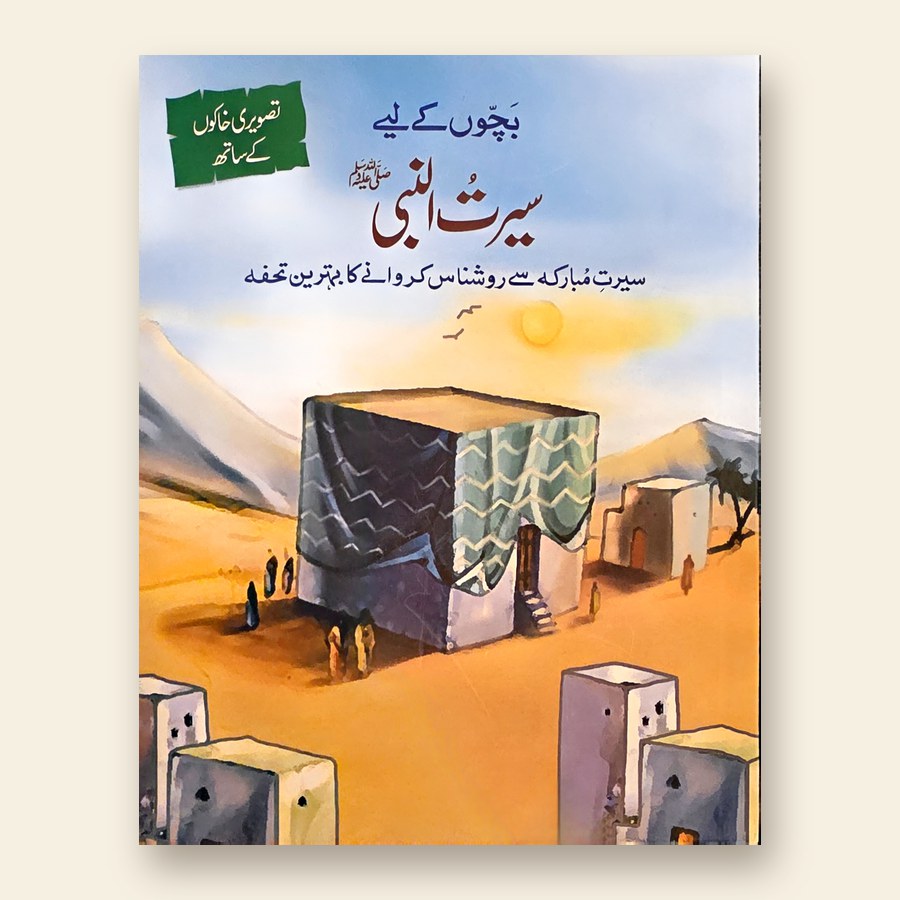 تصویری خاکوں
کے ساتھ
بَچّوں کے لیے
سیرتُ النبی ﷺ
سیرتِ مُبارکہ سے روشناس کروانے کا بہترین تحفہ